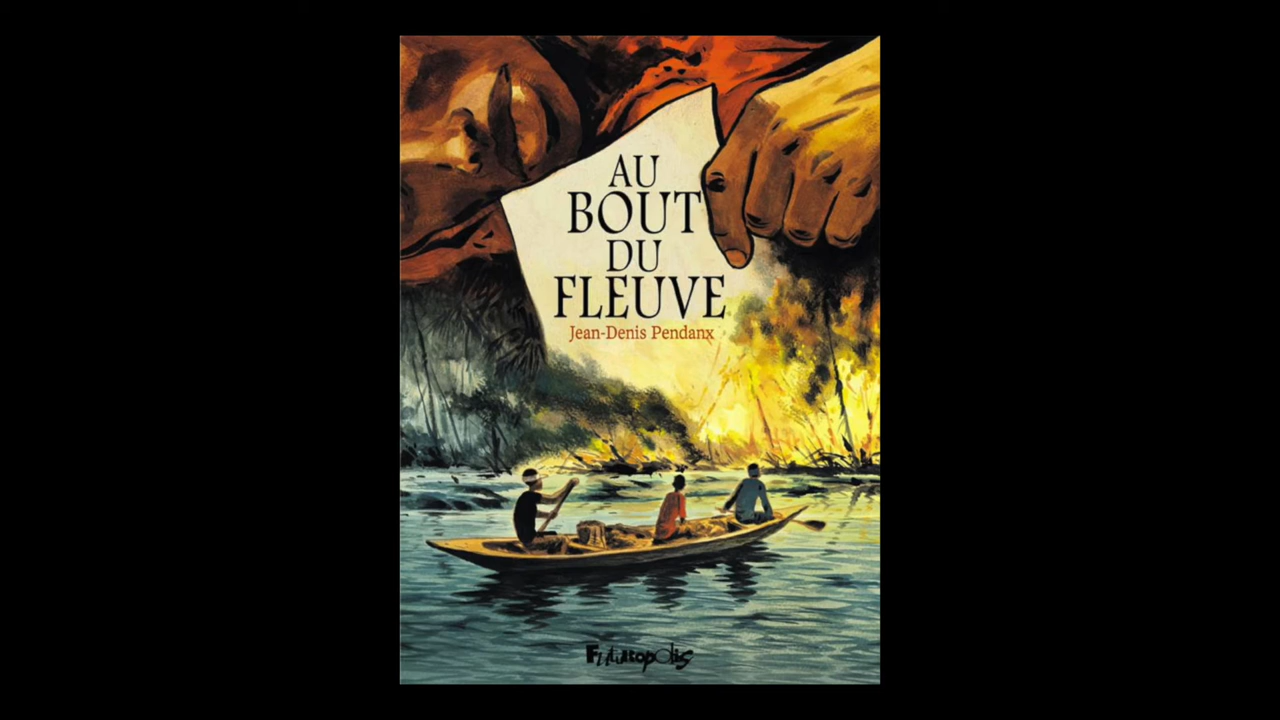 AU
BOUT
DU
FLEUVE
Jean-Denis Pendanx
Futuropolis